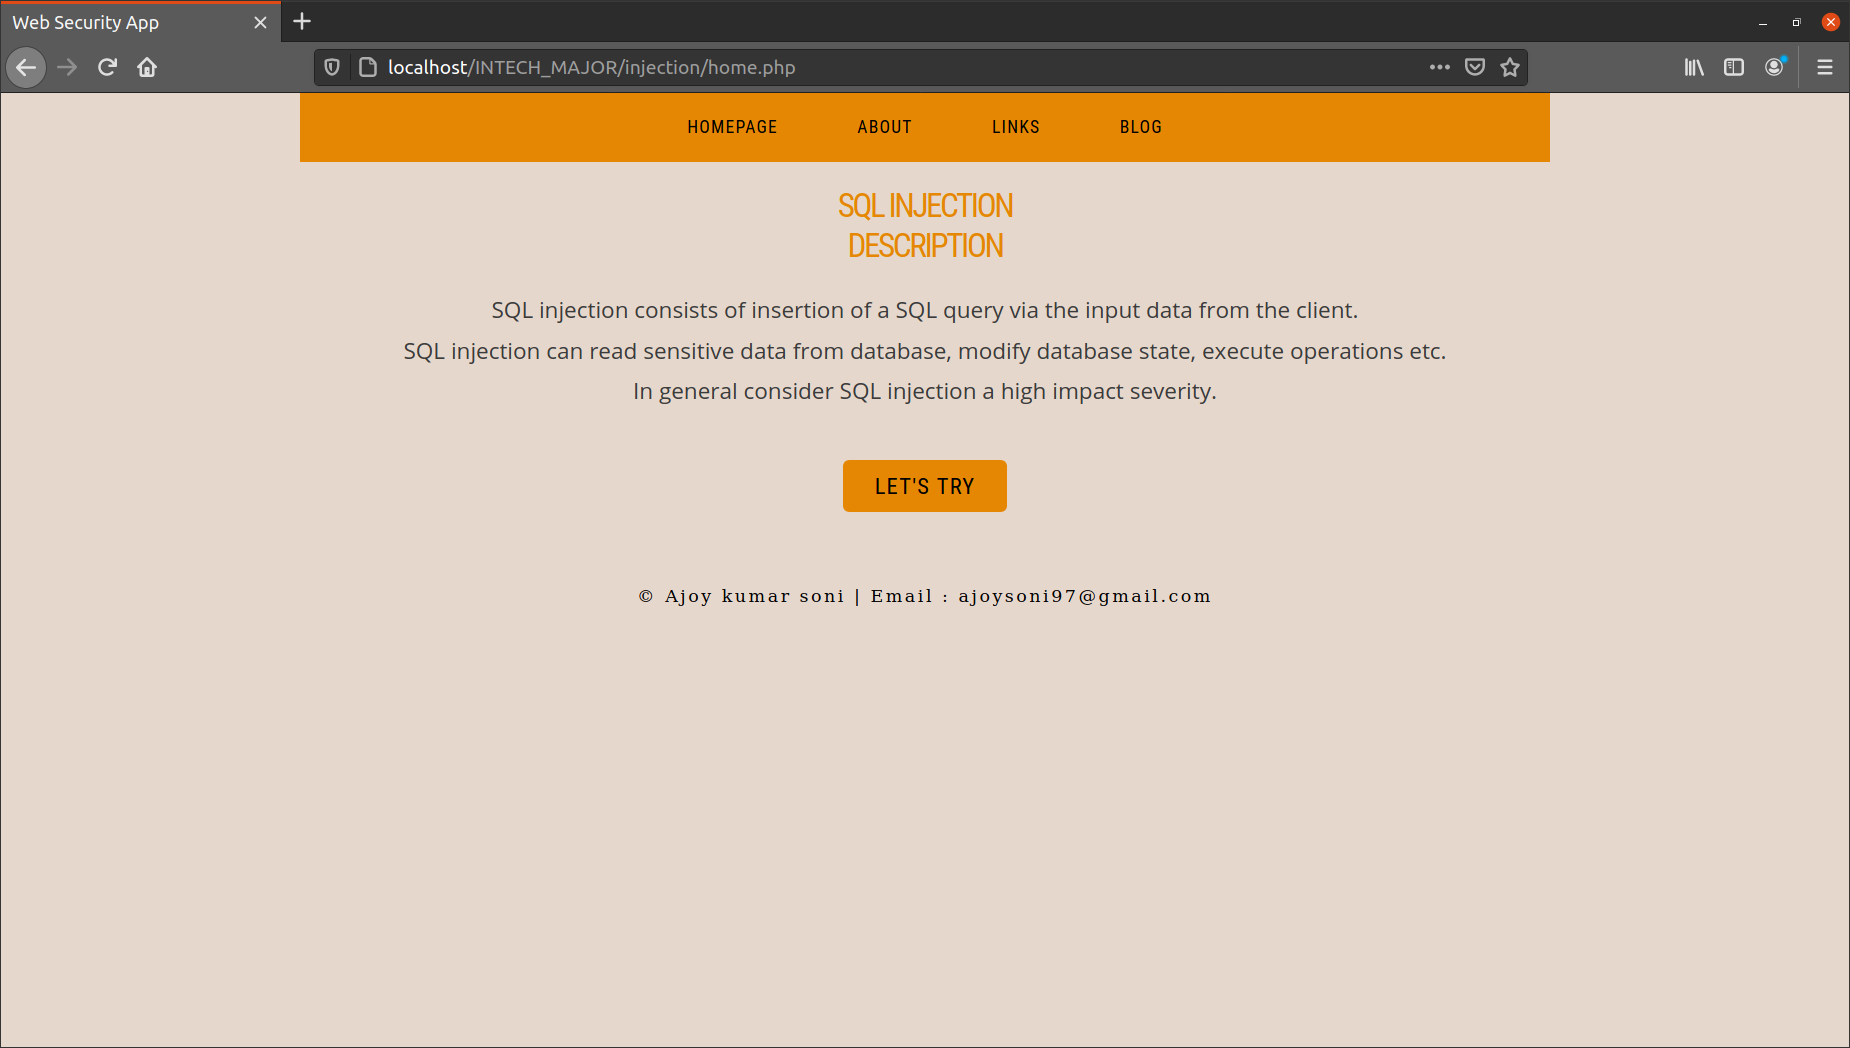 Web Security App
localhost/INTECH_MAJOR/injection/home.php
HOMEPAGE ABOUT LINKS BLOG
SQL INJECTION
DESCRIPTION
SQL injection consists of insertion of a SQL query via the input data from the client.
SQL injection can read sensitive data from database, modify database state, execute operations etc.
In general consider SQL injection a high impact severity.
LET'S TRY
© Ajoy kumar soni | Email : ajoysoni97@gmail.com